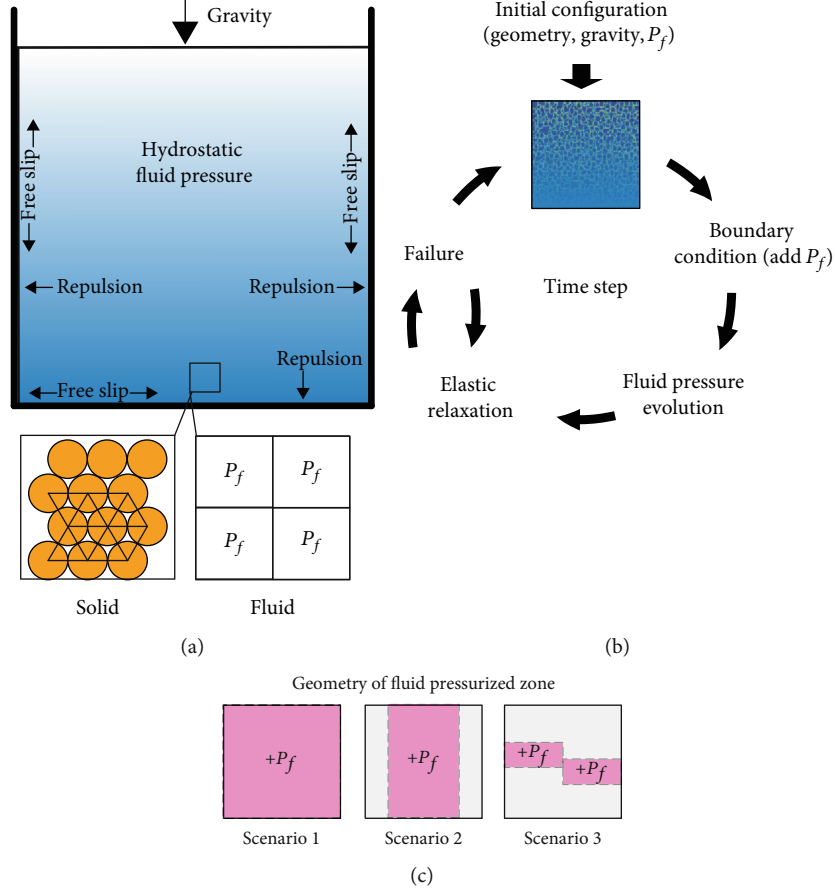 Gravity
Hydrostatic
fluid pressure
Free slip
Free slip
Repulsion
Repulsion
Repulsion
Free slip
P_f
P_f
P_f
P_f
Solid
Fluid
(a)
Initial configuration
(geometry, gravity, P_f)
Boundary
condition (add P_f)
Failure
Time step
Elastic
relaxation
Fluid pressure
evolution
(b)
Geometry of fluid pressurized zone
+P_f
+P_f
+P_f
+P_f
Scenario 1
Scenario 2
Scenario 3
(c)